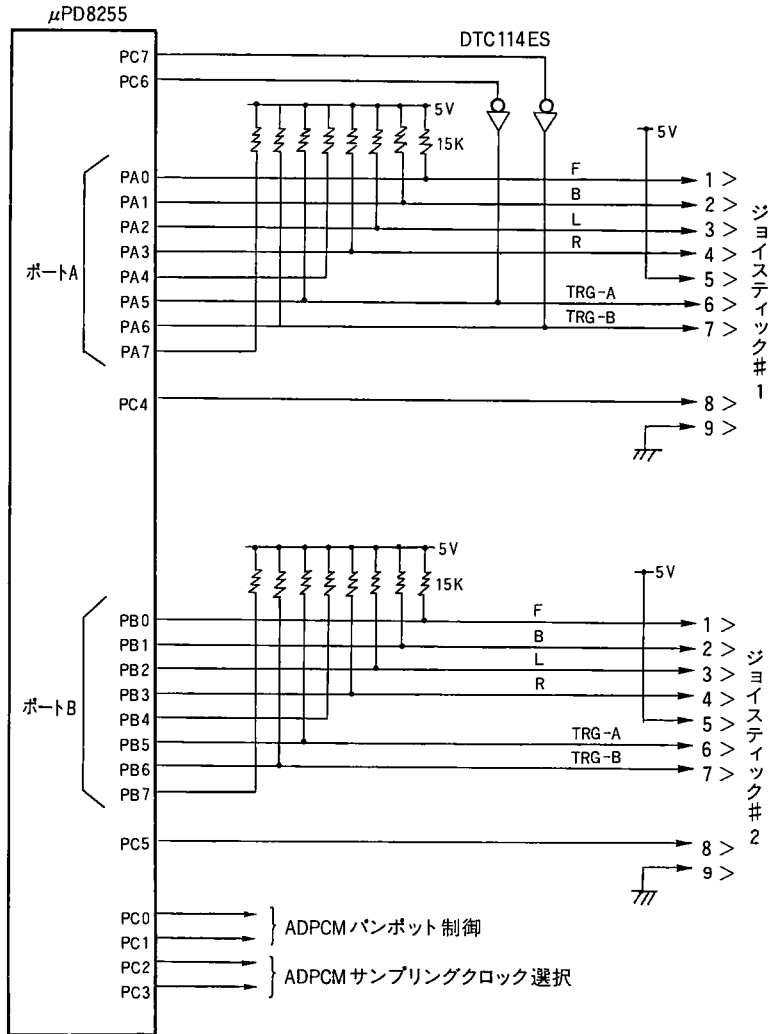 μPD8255
DTC114ES
PC7
PC6
5V
15K
5V
ポートA
PA0
F
1
PA1
B
2
PA2
L
3
PA3
R
4
PA4
5
PA5
TRG-A
6
PA6
TRG-B
7
PA7
PC4
8
9
ジョイスティック#1
5V
15K
5V
ポートB
PB0
F
1
PB1
B
2
PB2
L
3
PB3
R
4
PB4
5
PB5
TRG-A
6
PB6
TRG-B
7
PB7
PC5
8
9
ジョイスティック#2
PC0
PC1
ADPCMパンポット制御
PC2
PC3
ADPCMサンプリングクロック選択